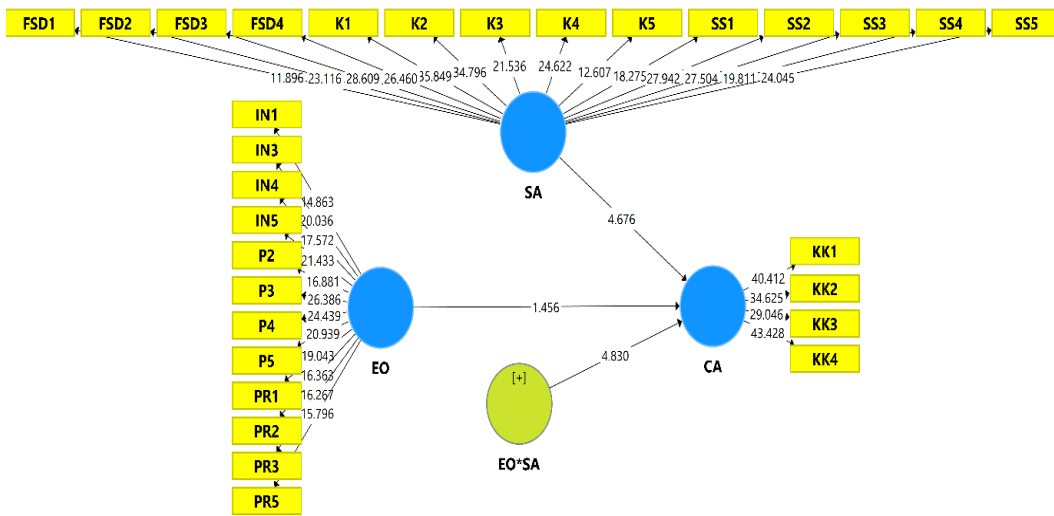 FSD1 FSD2 FSD3 FSD4 K1 K2 K3 K4 K5 SS1 SS2 SS3 SS4 SS5
11.896 23.116 28.609 26.460 35.849 34.796 21.536 24.622 12.607 18.275 27.942 27.504 19.811 24.045
SA
4.676
IN1
IN3
IN4
IN5
P2
P3
P4
P5
PR1
PR2
PR3
PR5
14.863
20.036
17.572
21.433
16.881
26.386
24.439
20.939
19.043
16.363
16.267
15.796
EO
1.456
4.830
[+]
EO*SA
CA
40.412
34.625
29.046
43.428
KK1
KK2
KK3
KK4